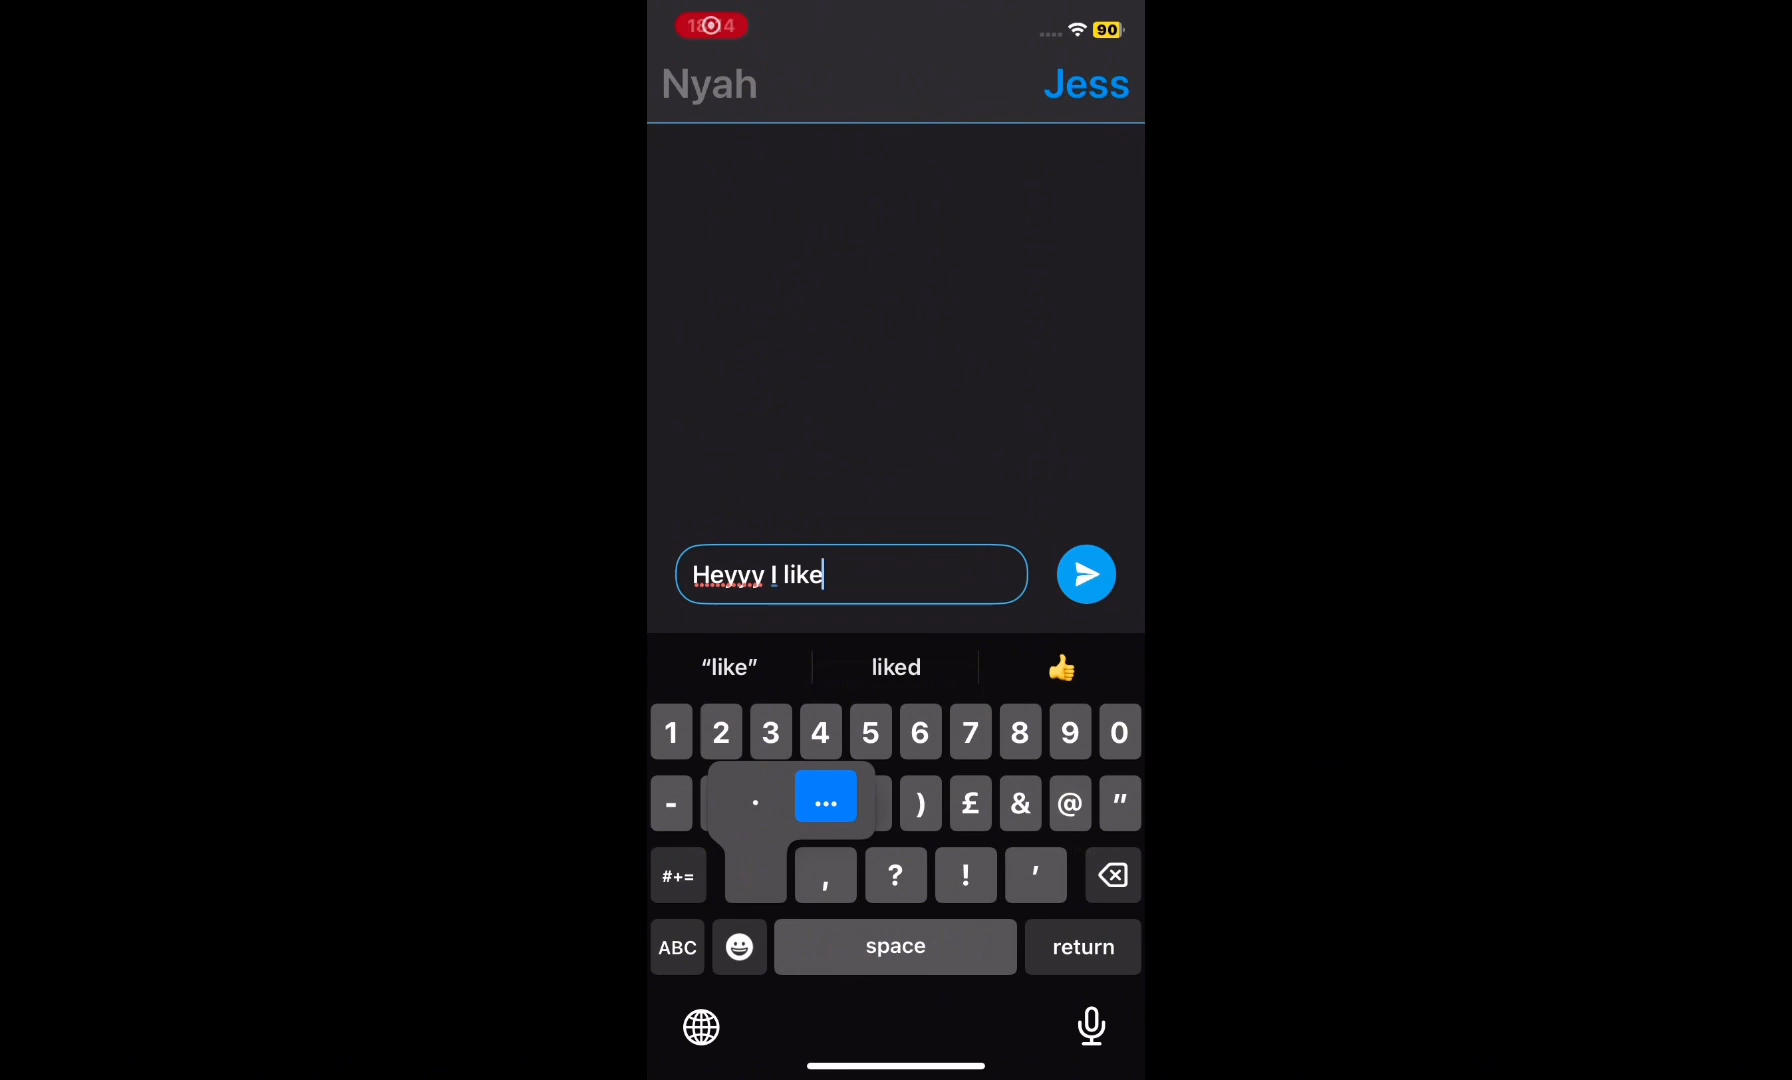 90
Nyah
Jess
Heyyy I like
“like” liked 👍
1 2 3 4 5 6 7 8 9 0
- . … ) £ & @ "
#+= , ? ! '
ABC space return